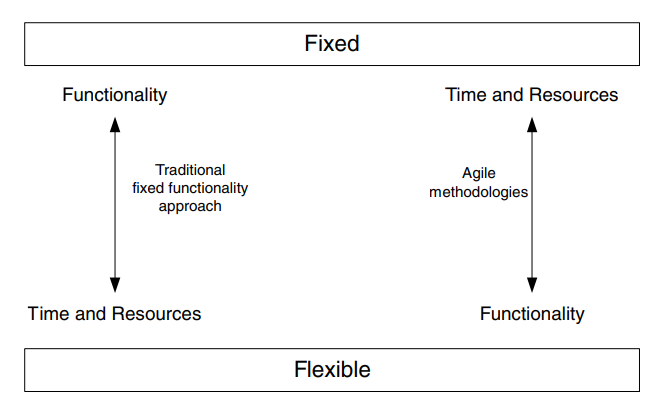 Fixed
Functionality
Time and Resources
Traditional
fixed functionality
approach
Agile
methodologies
Time and Resources
Functionality
Flexible